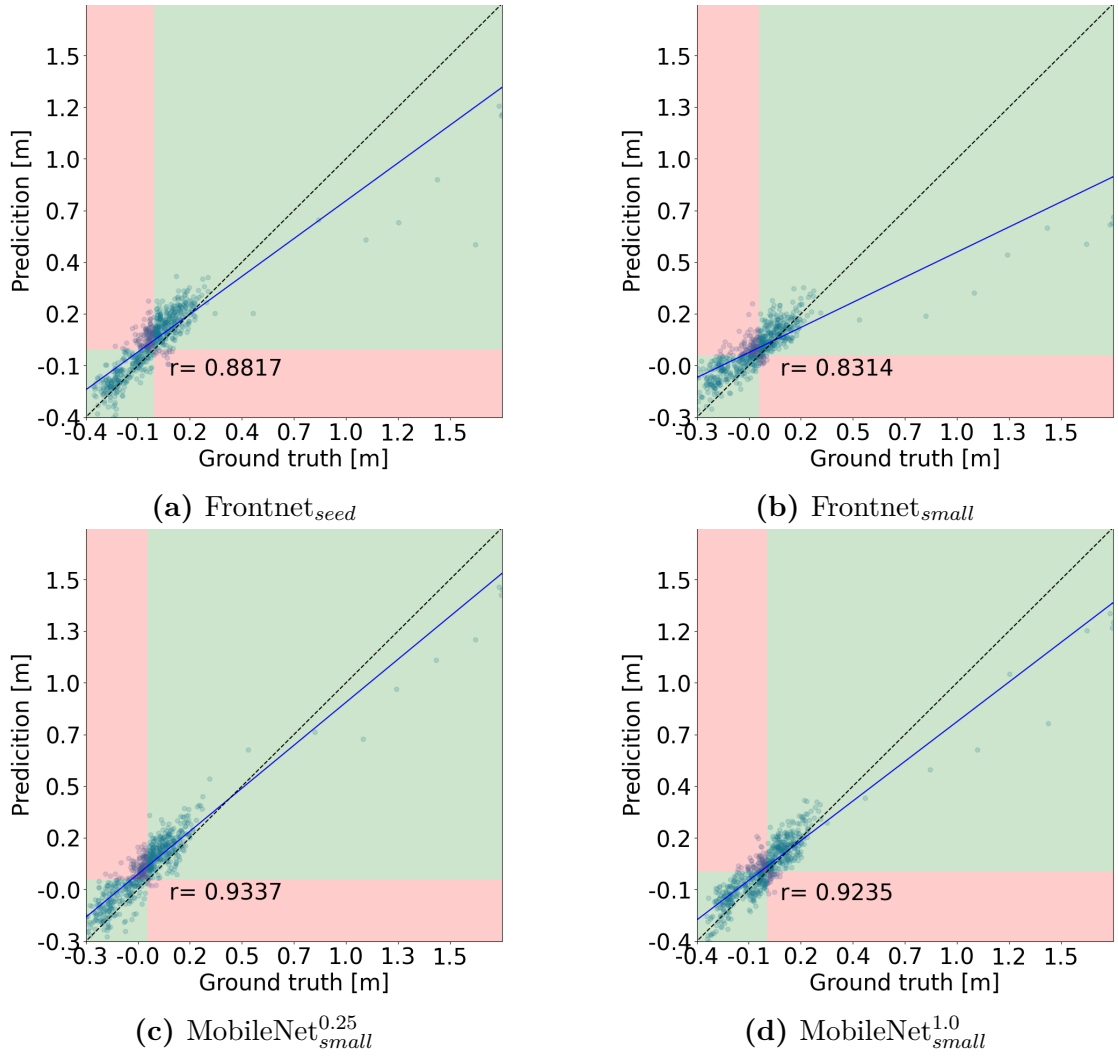 1.5
1.2
1.0
0.7
0.4
0.2
-0.1
-0.4
Predicition [m]
r= 0.8817
-0.4 -0.1 0.2 0.4 0.7 1.0 1.2 1.5
Ground truth [m]
(a) Frontnet_seed
1.5
1.3
1.0
0.7
0.5
0.2
-0.0
-0.3
Predicition [m]
r= 0.8314
-0.3 -0.0 0.2 0.5 0.7 1.0 1.3 1.5
Ground truth [m]
(b) Frontnet_small
1.5
1.3
1.0
0.7
0.5
0.2
-0.0
-0.3
Predicition [m]
r= 0.9337
-0.3 -0.0 0.2 0.5 0.7 1.0 1.3 1.5
Ground truth [m]
(c) MobileNet^0.25_small
1.5
1.2
1.0
0.7
0.4
0.2
-0.1
-0.4
Predicition [m]
r= 0.9235
-0.4 -0.1 0.2 0.4 0.7 1.0 1.2 1.5
Ground truth [m]
(d) MobileNet^1.0_small